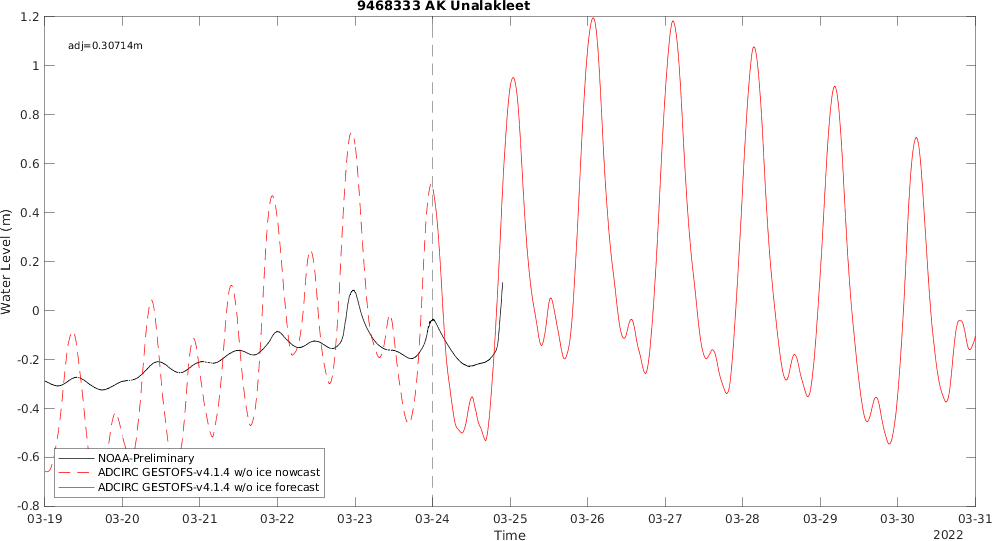 9468333 AK Unalakleet
1.2
1
0.8
0.6
0.4
0.2
0
-0.2
-0.4
-0.6
-0.8
Water Level (m)
adj=0.30714m
NOAA-Preliminary
ADCIRC GESTOFS-v4.1.4 w/o ice nowcast
ADCIRC GESTOFS-v4.1.4 w/o ice forecast
03-19 03-20 03-21 03-22 03-23 03-24 03-25 03-26 03-27 03-28 03-29 03-30 03-31
Time
2022